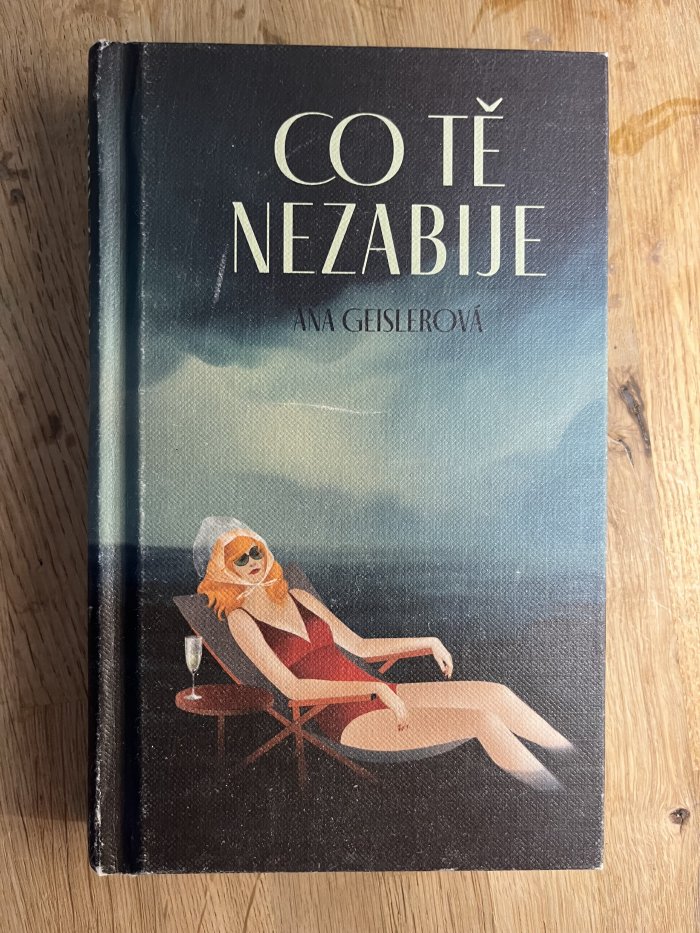 CO TĚ
NEZABIJE
ANA GEISLEROVÁ